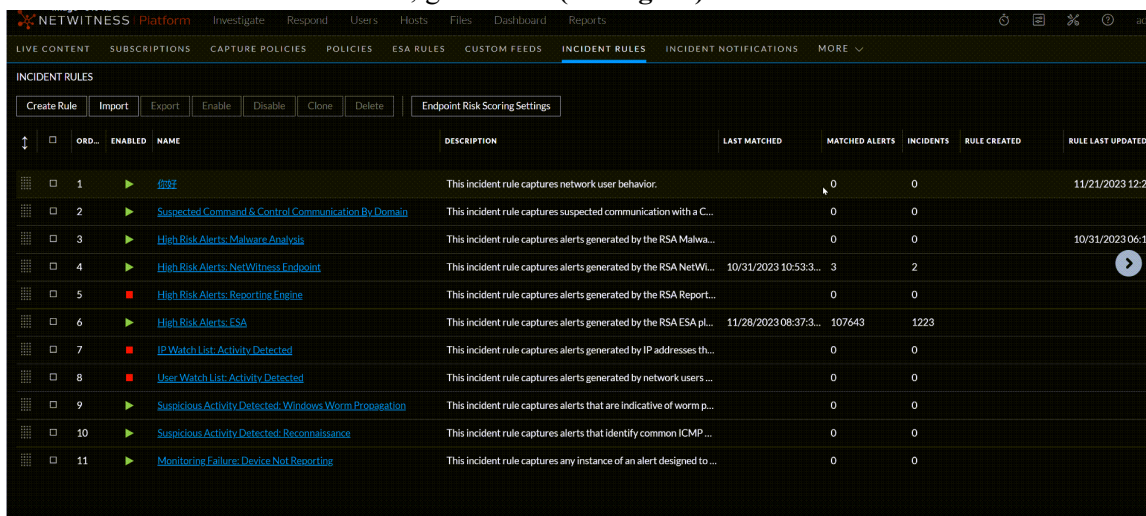 NETWITNESS Platform Investigate Respond Users Hosts Files Dashboard Reports
LIVE CONTENT SUBSCRIPTIONS CAPTURE POLICIES POLICIES ESA RULES CUSTOM FEEDS INCIDENT RULES INCIDENT NOTIFICATIONS MORE
INCIDENT RULES
Create Rule Import Export Enable Disable Clone Delete Endpoint Risk Scoring Settings
ORD... ENABLED NAME DESCRIPTION LAST MATCHED MATCHED ALERTS INCIDENTS RULE CREATED RULE LAST UPDATED
1 你好 This incident rule captures network user behavior. 0 0 11/21/2023 12:2
2 Suspected Command & Control Communication By Domain This incident rule captures suspected communication with a C... 0 0
3 High Risk Alerts: Malware Analysis This incident rule captures alerts generated by the RSA Malwa... 0 0 10/31/2023 06:1
4 High Risk Alerts: NetWitness Endpoint This incident rule captures alerts generated by the RSA NetWi... 10/31/2023 10:53:3... 3 2
5 High Risk Alerts: Reporting Engine This incident rule captures alerts generated by the RSA Report... 0 0
6 High Risk Alerts: ESA This incident rule captures alerts generated by the RSA ESA pl... 11/28/2023 08:37:3... 107643 1223
7 IP Watch List: Activity Detected This incident rule captures alerts generated by IP addresses th... 0 0
8 User Watch List: Activity Detected This incident rule captures alerts generated by network users ... 0 0
9 Suspicious Activity Detected: Windows Worm Propagation This incident rule captures alerts that are indicative of worm p... 0 0
10 Suspicious Activity Detected: Reconnaissance This incident rule captures alerts that identify common ICMP ... 0 0
11 Monitoring Failure: Device Not Reporting This incident rule captures any instance of an alert designed to ... 0 0